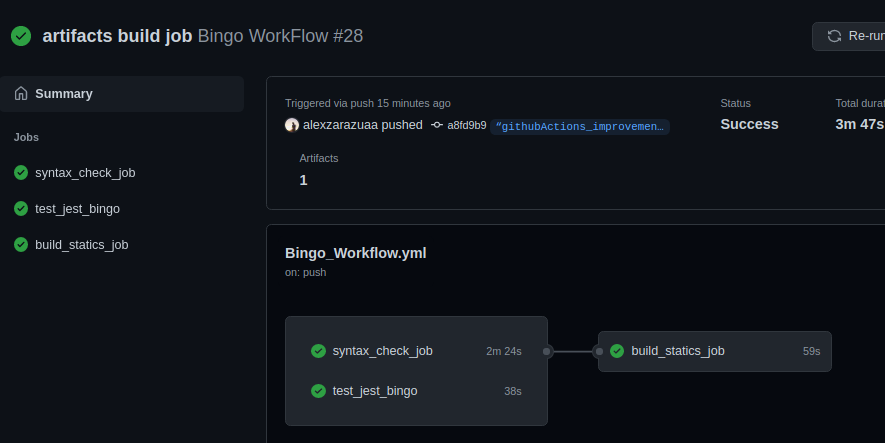 artifacts build job Bingo WorkFlow #28
Re-run
Summary
Jobs
syntax_check_job
test_jest_bingo
build_statics_job
Triggered via push 15 minutes ago
alexzarazuaa pushed a8fd9b9 “githubActions_improvemen…
Status
Success
Total durat
3m 47s
Artifacts
1
Bingo_Workflow.yml
on: push
syntax_check_job 2m 24s
test_jest_bingo 38s
build_statics_job 59s